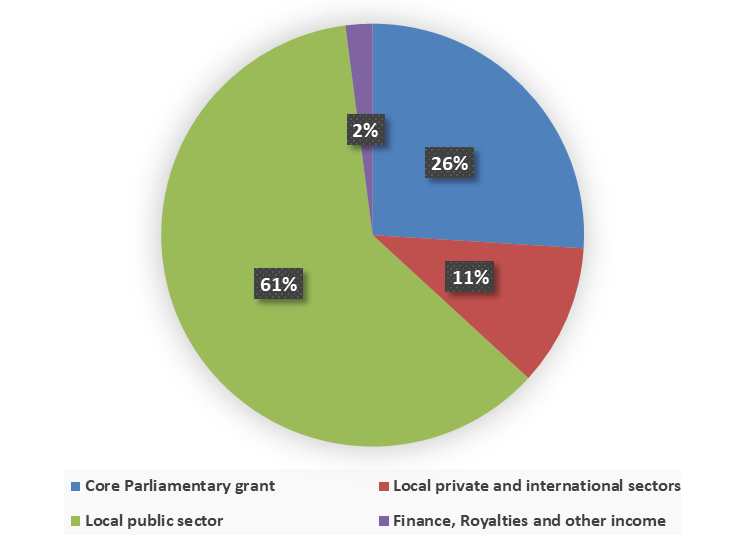 2%
26%
11%
61%
Core Parliamentary grant
Local private and international sectors
Local public sector
Finance, Royalties and other income